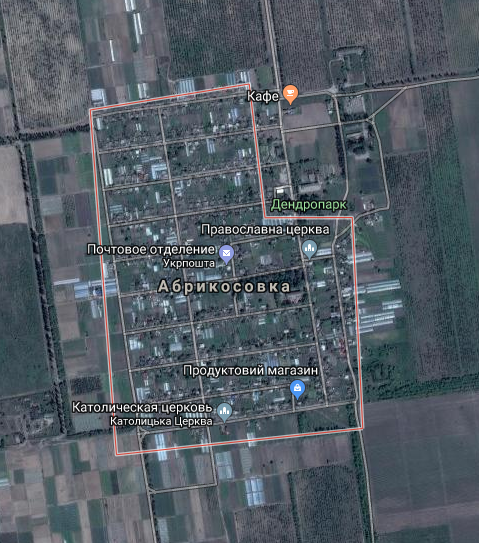 Кафе
Дендропарк
Православна церква
Почтовое отделение
Укрпошта
Абрикосовка
Продуктовий магазин
Католическая церковь
Католицька Церква